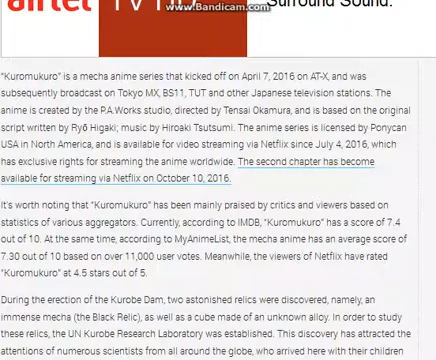 airtel
TV HD
www.Bandicam.com
Surround Sound.
"Kuromukuro" is a mecha anime series that kicked off on April 7, 2016 on AT-X, and was
subsequently broadcast on Tokyo MX, BS11, TUT and other Japanese television stations. The
anime is created by the P.A.Works studio, directed by Tensai Okamura, and is based on the original
script written by Ryō Higaki; music by Hiroaki Tsutsumi. The anime series is licensed by Ponycan
USA in North America, and is available for video streaming via Netflix since July 4, 2016, which
has exclusive rights for streaming the anime worldwide. The second chapter has become
available for streaming via Netflix on October 10, 2016.
It's worth noting that "Kuromukuro" has been mainly praised by critics and viewers based on
statistics of various aggregators. Currently, according to IMDB, "Kuromukuro" has a score of 7.4
out of 10. At the same time, according to MyAnimeList, the mecha anime has an average score of
7.30 out of 10 based on over 11,000 user votes. Meanwhile, the viewers of Netflix have rated
"Kuromukuro" at 4.5 stars out of 5.
During the erection of the Kurobe Dam, two astonished relics were discovered, namely, an
immense mecha (the Black Relic), as well as a cube made of an unknown alloy. In order to study
these relics, the UN Kurobe Research Laboratory was established. This discovery has attracted the
attentions of numerous scientists from all around the globe, who arrived here with their children